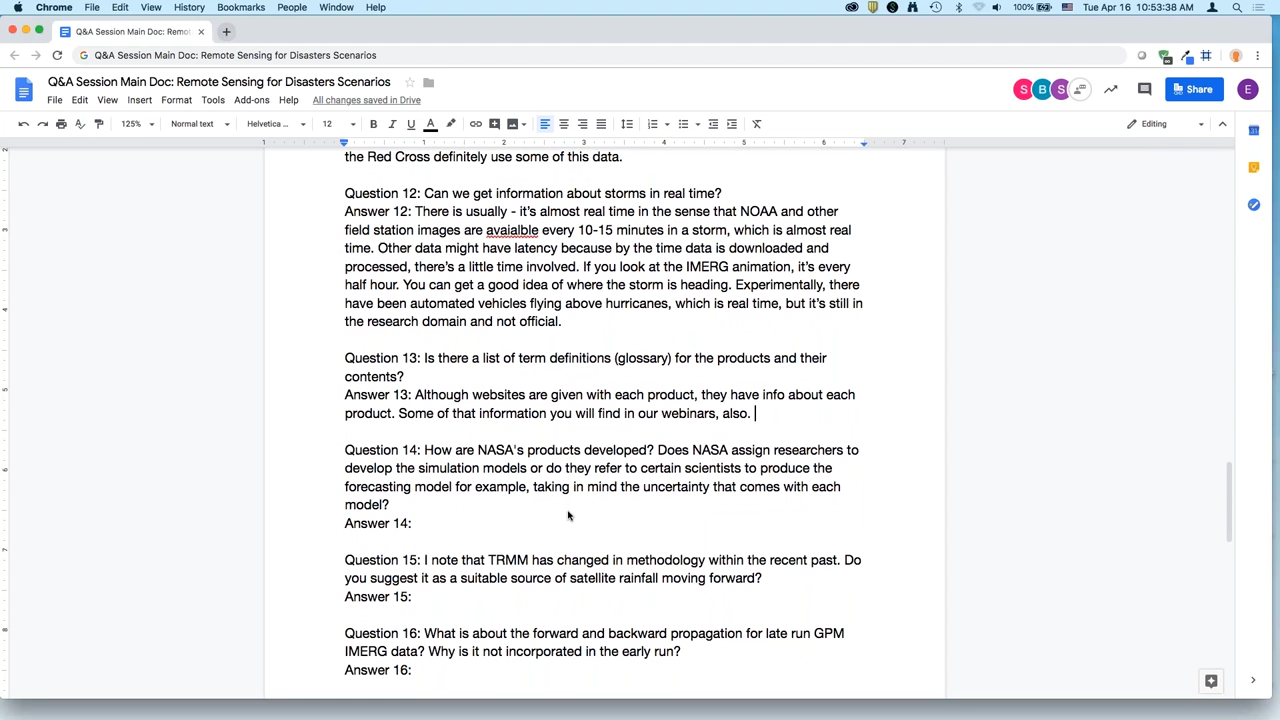 Chrome File Edit View History Bookmarks People Window Help 100% Tue Apr 16 10:53:38 AM
Q&A Session Main Doc: Remot
Q&A Session Main Doc: Remote Sensing for Disasters Scenarios
Q&A Session Main Doc: Remote Sensing for Disasters Scenarios
S B S Share E
File Edit View Insert Format Tools Add-ons Help All changes saved in Drive
125% Normal text Helvetica ... 12 B I U A Editing
1 1 2 3 4 5 6 7
the Red Cross definitely use some of this data.
Question 12: Can we get information about storms in real time?
Answer 12: There is usually - it's almost real time in the sense that NOAA and other
field station images are avaialble every 10-15 minutes in a storm, which is almost real
time. Other data might have latency because by the time data is downloaded and
processed, there's a little time involved. If you look at the IMERG animation, it's every
half hour. You can get a good idea of where the storm is heading. Experimentally, there
have been automated vehicles flying above hurricanes, which is real time, but it's still in
the research domain and not official.
Question 13: Is there a list of term definitions (glossary) for the products and their
contents?
Answer 13: Although websites are given with each product, they have info about each
product. Some of that information you will find in our webinars, also.
Question 14: How are NASA's products developed? Does NASA assign researchers to
develop the simulation models or do they refer to certain scientists to produce the
forecasting model for example, taking in mind the uncertainty that comes with each
model?
Answer 14:
Question 15: I note that TRMM has changed in methodology within the recent past. Do
you suggest it as a suitable source of satellite rainfall moving forward?
Answer 15:
Question 16: What is about the forward and backward propagation for late run GPM
IMERG data? Why is it not incorporated in the early run?
Answer 16: